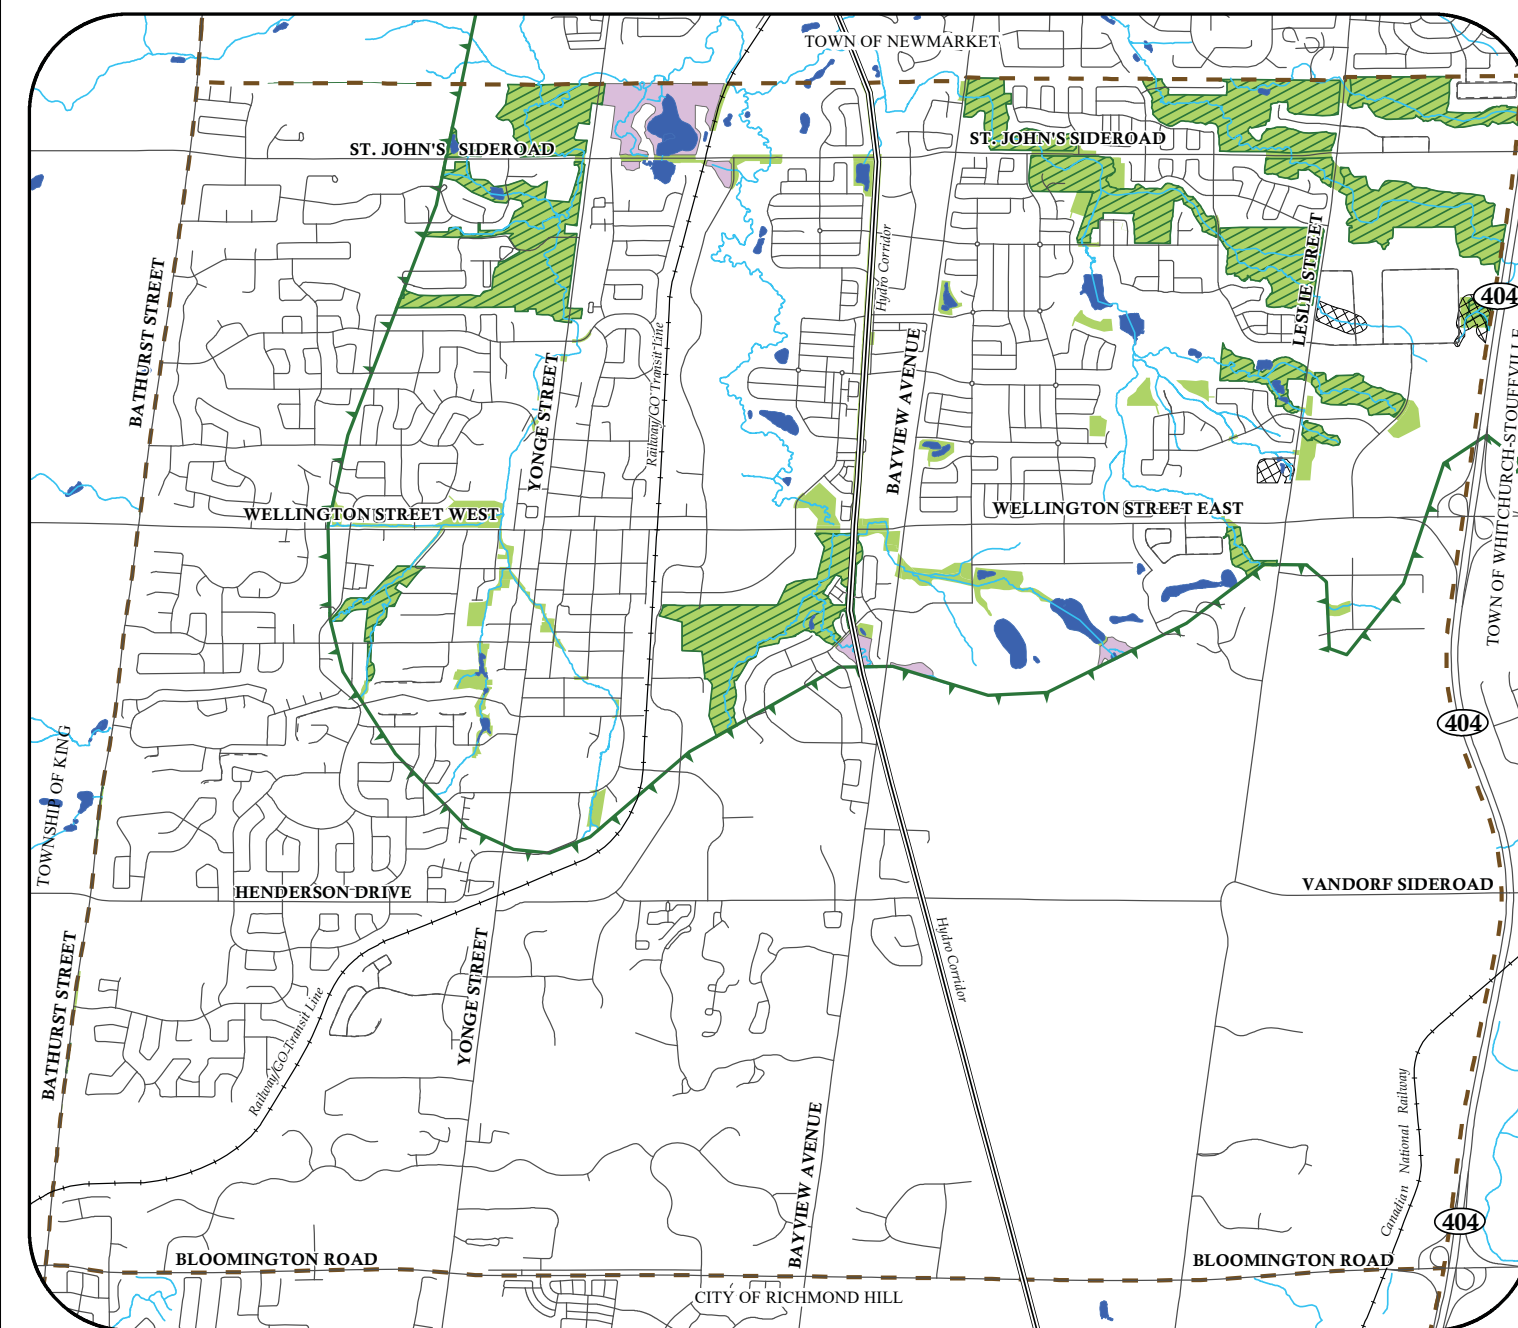 TOWN OF NEWMARKET
ST. JOHN'S SIDEROAD
ST. JOHN'S SIDEROAD
BATHURST STREET
YONGE STREET
Railway/GO Transit Line
Hydro Corridor
BAYVIEW AVENUE
LESLIE STREET
404
TOWN OF WHITCHURCH-STOUFFVILLE
WELLINGTON STREET WEST
WELLINGTON STREET EAST
404
TOWNSHIP OF KING
HENDERSON DRIVE
VANDORF SIDEROAD
BATHURST STREET
YONGE STREET
Railway/GO Transit Line
Hydro Corridor
BAYVIEW AVENUE
Canadian National Railway
404
BLOOMINGTON ROAD
BLOOMINGTON ROAD
CITY OF RICHMOND HILL